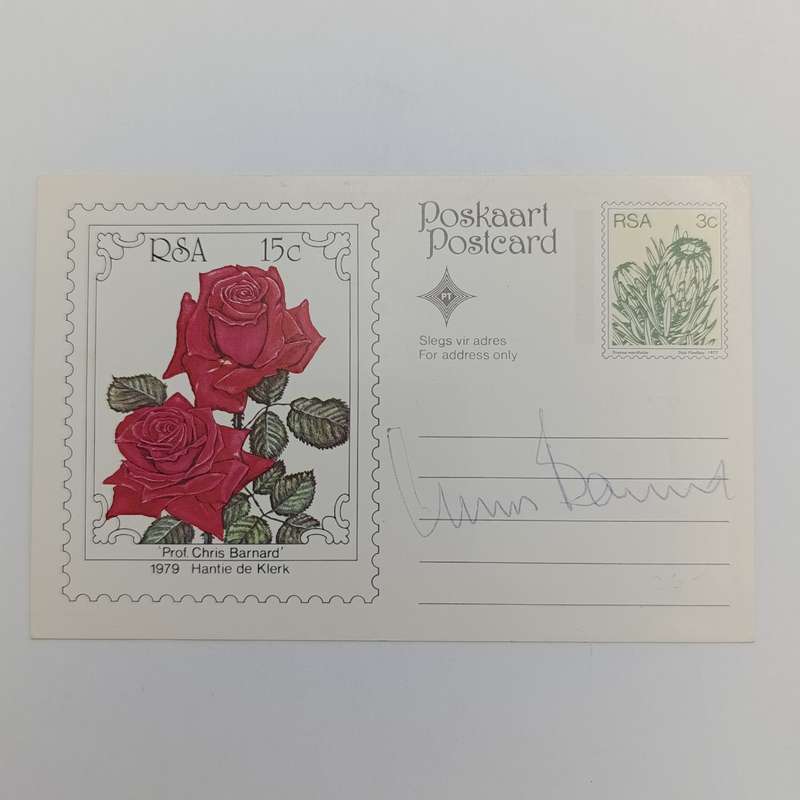 RSA 15c
'Prof. Chris Barnard'
1979 Hantie de Klerk
Poskaart
Postcard
PT
Slegs vir adres
For address only
RSA 3c